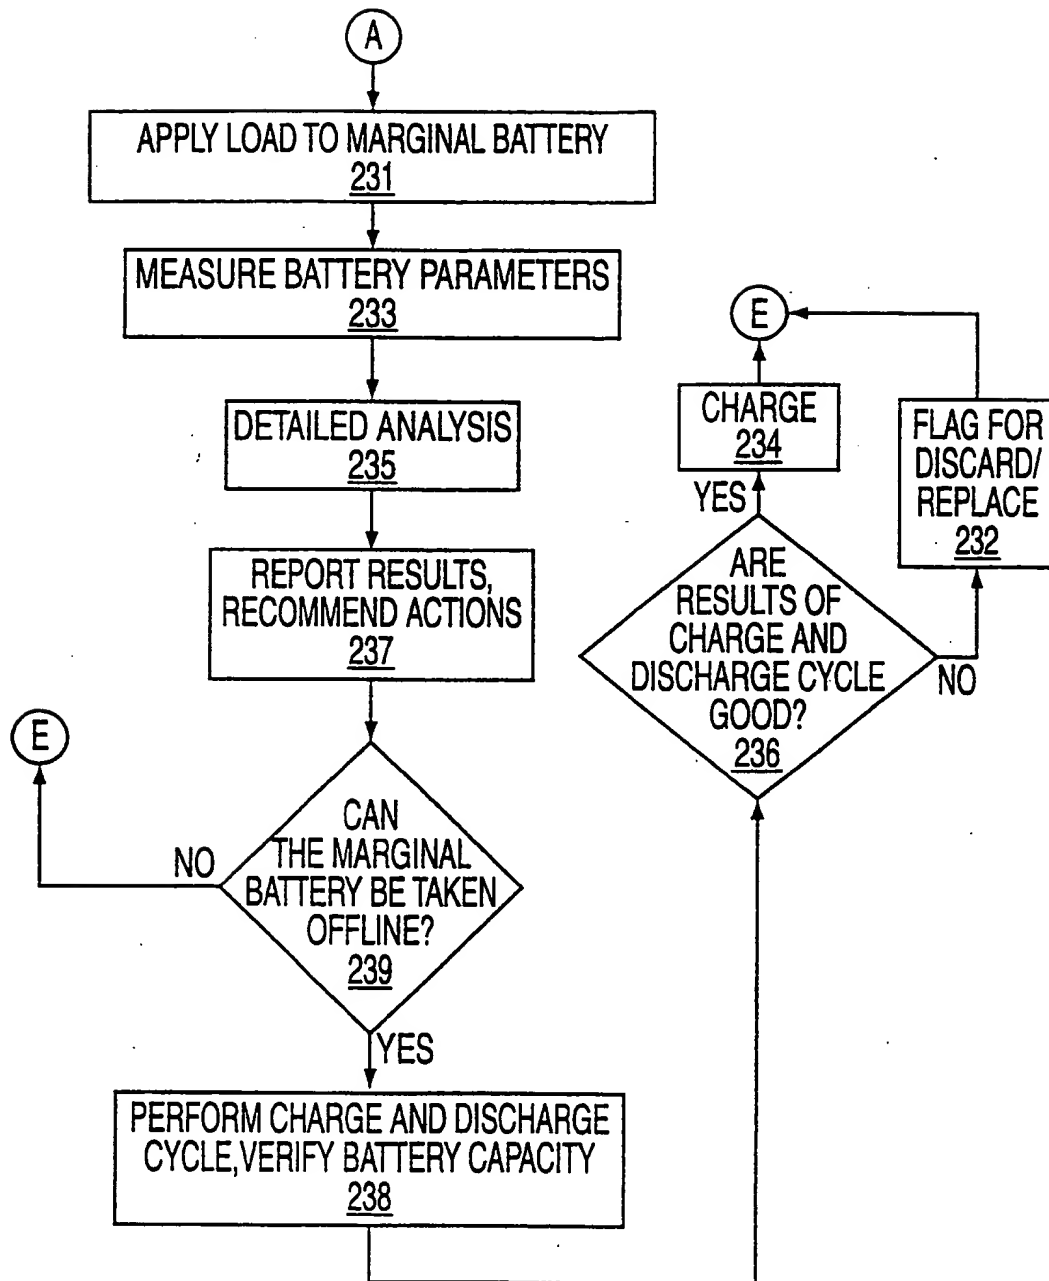 A
APPLY LOAD TO MARGINAL BATTERY
231
MEASURE BATTERY PARAMETERS
233
DETAILED ANALYSIS
235
REPORT RESULTS,
RECOMMEND ACTIONS
237
E
CAN
THE MARGINAL
BATTERY BE TAKEN
OFFLINE?
239
NO
YES
PERFORM CHARGE AND DISCHARGE
CYCLE, VERIFY BATTERY CAPACITY
238
E
CHARGE
234
FLAG FOR
DISCARD/
REPLACE
232
YES
ARE
RESULTS OF
CHARGE AND
DISCHARGE CYCLE
GOOD?
236
NO